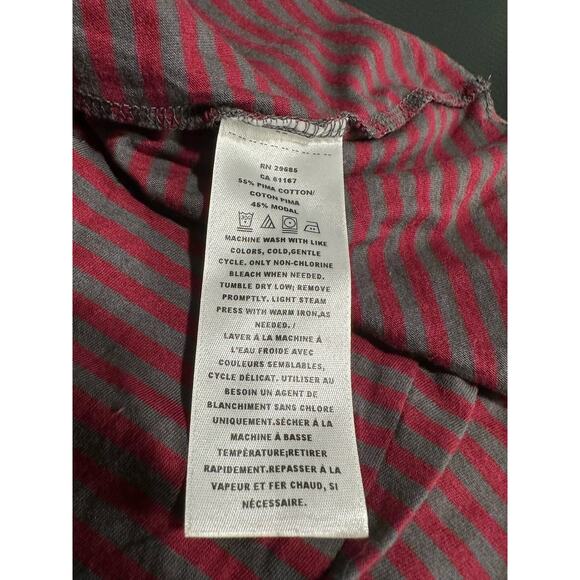 RN 29685
CA 61167
55% PIMA COTTON/
COTON PIMA
45% MODAL
30
MACHINE WASH WITH LIKE
COLORS, COLD,GENTLE
CYCLE. ONLY NON-CHLORINE
BLEACH WHEN NEEDED.
TUMBLE DRY LOW; REMOVE
PROMPTLY. LIGHT STEAM
PRESS WITH WARM IRON,AS
NEEDED. /
LAVER À LA MACHINE À
L'EAU FROIDE AVEC
COULEURS SEMBLABLES,
CYCLE DÉLICAT. UTILISER AU
BESOIN UN AGENT DE
BLANCHIMENT SANS CHLORE
UNIQUEMENT.SÉCHER À LA
MACHINE À BASSE
TEMPÉRATURE;RETIRER
RAPIDEMENT.REPASSER À LA
VAPEUR ET FER CHAUD, SI
NÉCESSAIRE.